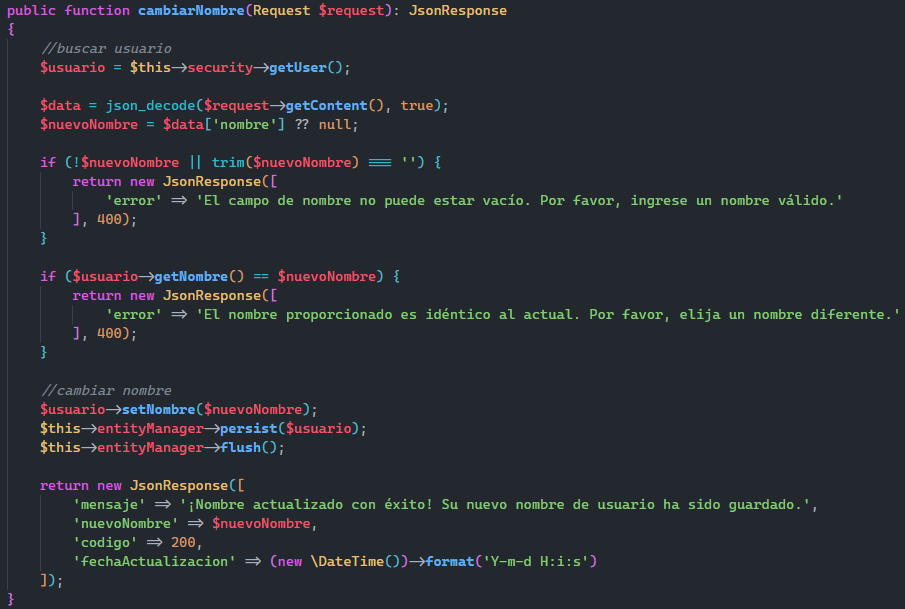 public function cambiarNombre(Request $request): JsonResponse
{
    //buscar usuario
    $usuario = $this->security->getUser();

    $data = json_decode($request->getContent(), true);
    $nuevoNombre = $data['nombre'] ?? null;

    if (!$nuevoNombre || trim($nuevoNombre) === '') {
        return new JsonResponse([
            'error' => 'El campo de nombre no puede estar vacío. Por favor, ingrese un nombre válido.'
        ], 400);
    }

    if ($usuario->getNombre() == $nuevoNombre) {
        return new JsonResponse([
            'error' => 'El nombre proporcionado es idéntico al actual. Por favor, elija un nombre diferente.'
        ], 400);
    }

    //cambiar nombre
    $usuario->setNombre($nuevoNombre);
    $this->entityManager->persist($usuario);
    $this->entityManager->flush();

    return new JsonResponse([
        'mensaje' => '¡Nombre actualizado con éxito! Su nuevo nombre de usuario ha sido guardado.',
        'nuevoNombre' => $nuevoNombre,
        'codigo' => 200,
        'fechaActualizacion' => (new \DateTime())->format('Y-m-d H:i:s')
    ]);
}